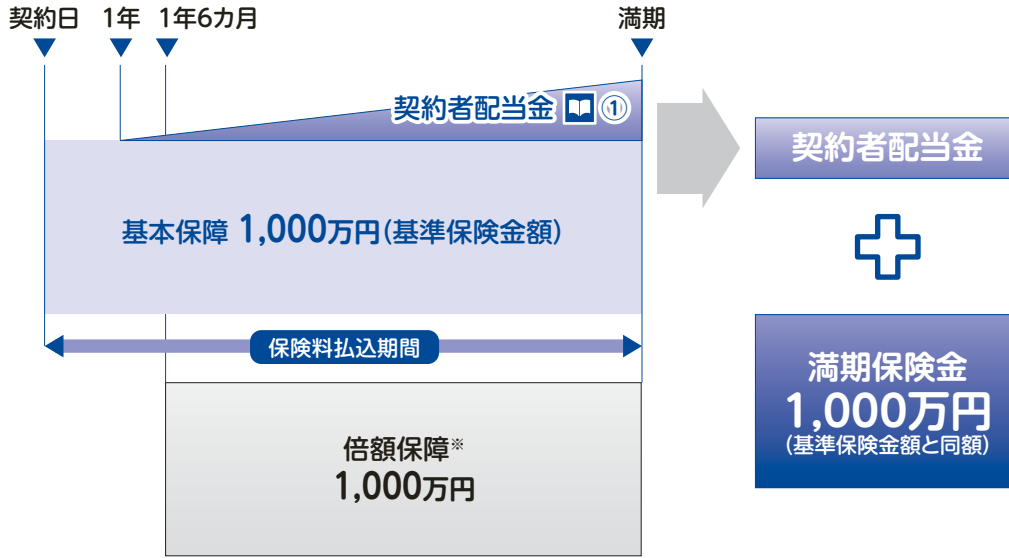 契約日 1年 1年6カ月 満期
契約者配当金 ①
基本保障 1,000万円(基準保険金額)
保険料払込期間
倍額保障※
1,000万円
契約者配当金
満期保険金
1,000万円
(基準保険金額と同額)